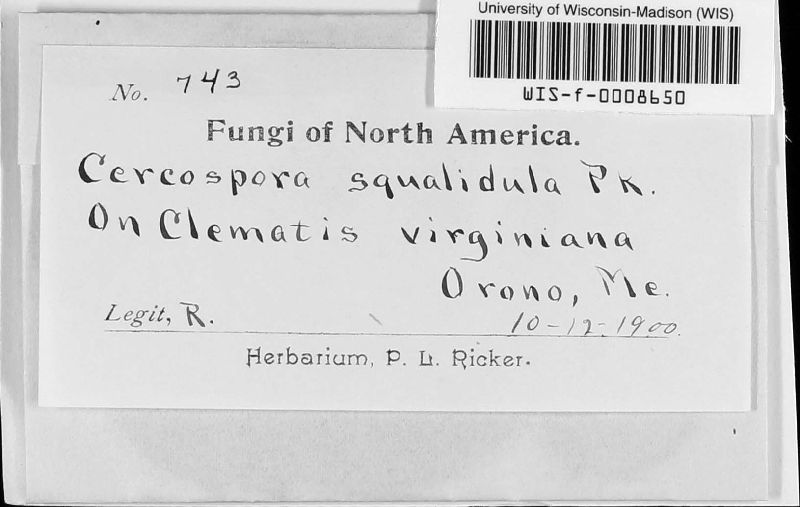 University of Wisconsin-Madison (WIS)
WIS-f-0008650
No. 743
Fungi of North America.
Cercospora squalidula Pk.
On Clematis virginiana
Orono, Me.
Legit, R. 10-12-1900.
Herbarium, P. L. Ricker.